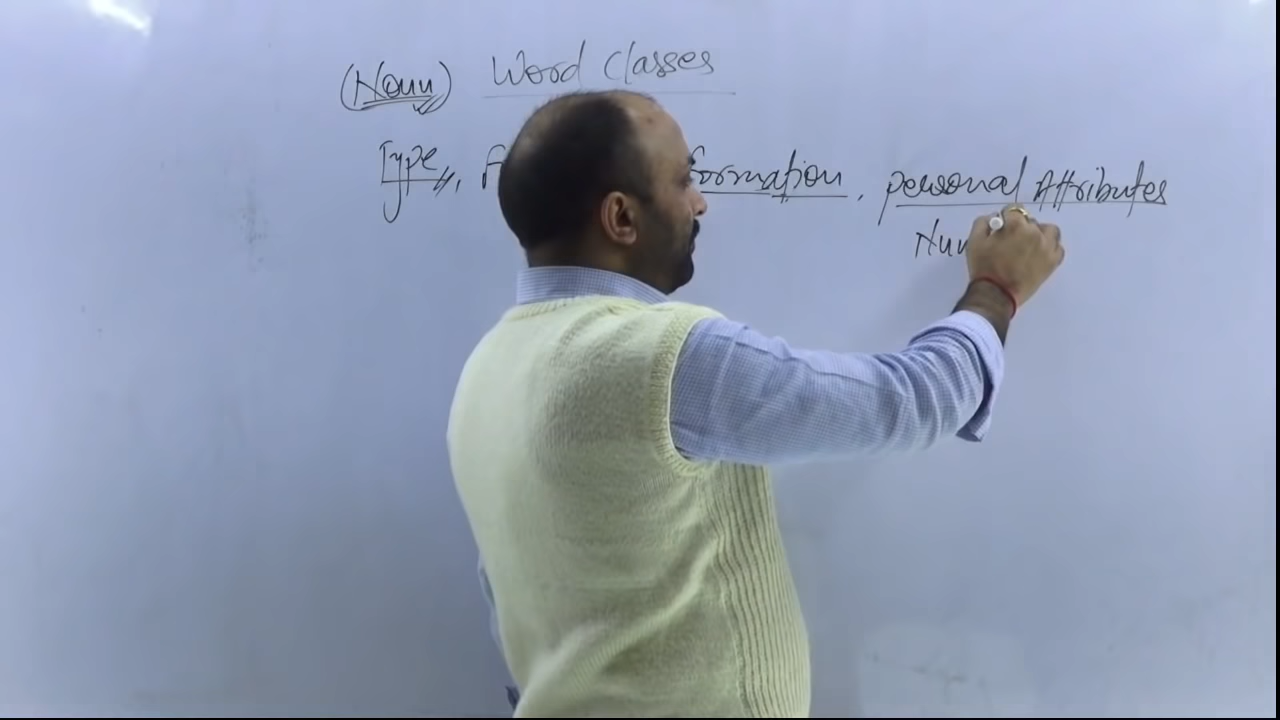 (Noun) Word Classes
Type, formation, personal Attributes